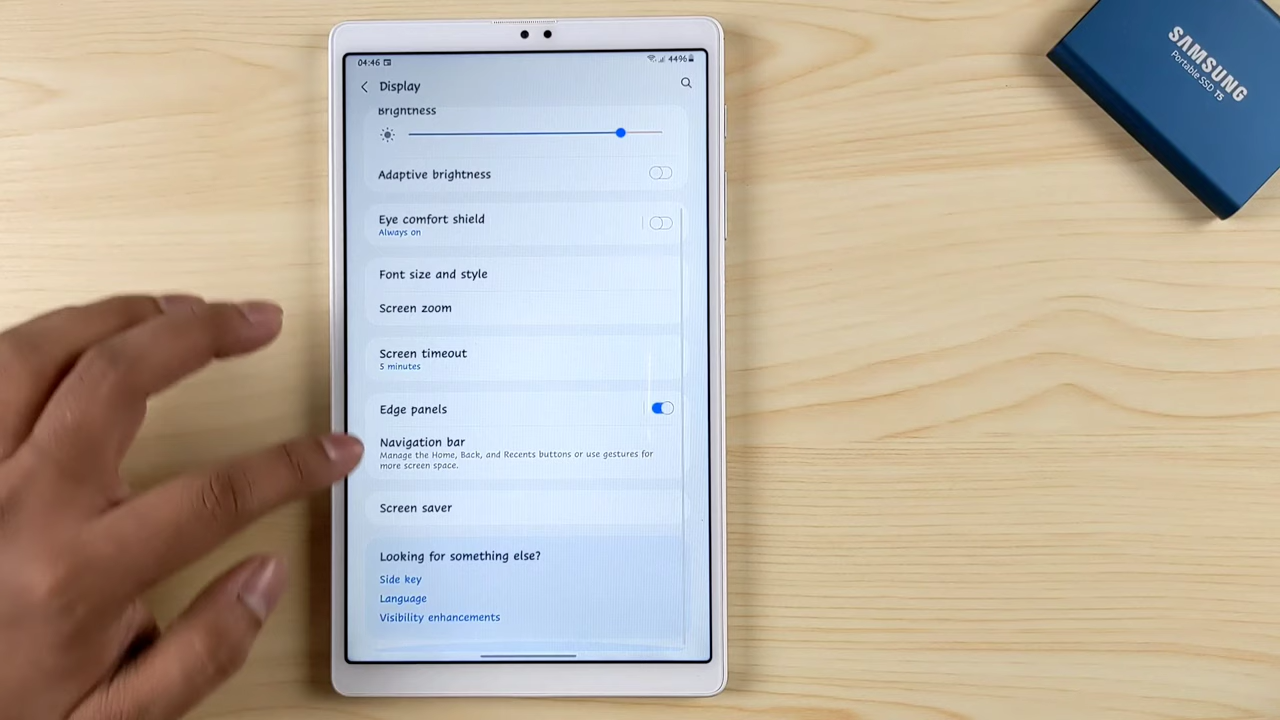 04:46
44%
Display
Brightness
Adaptive brightness
Eye comfort shield
Always on
Font size and style
Screen zoom
Screen timeout
5 minutes
Edge panels
Navigation bar
Manage the Home, Back, and Recents buttons or use gestures for
more screen space.
Screen saver
Looking for something else?
Side key
Language
Visibility enhancements
SAMSUNG
Portable SSD T5